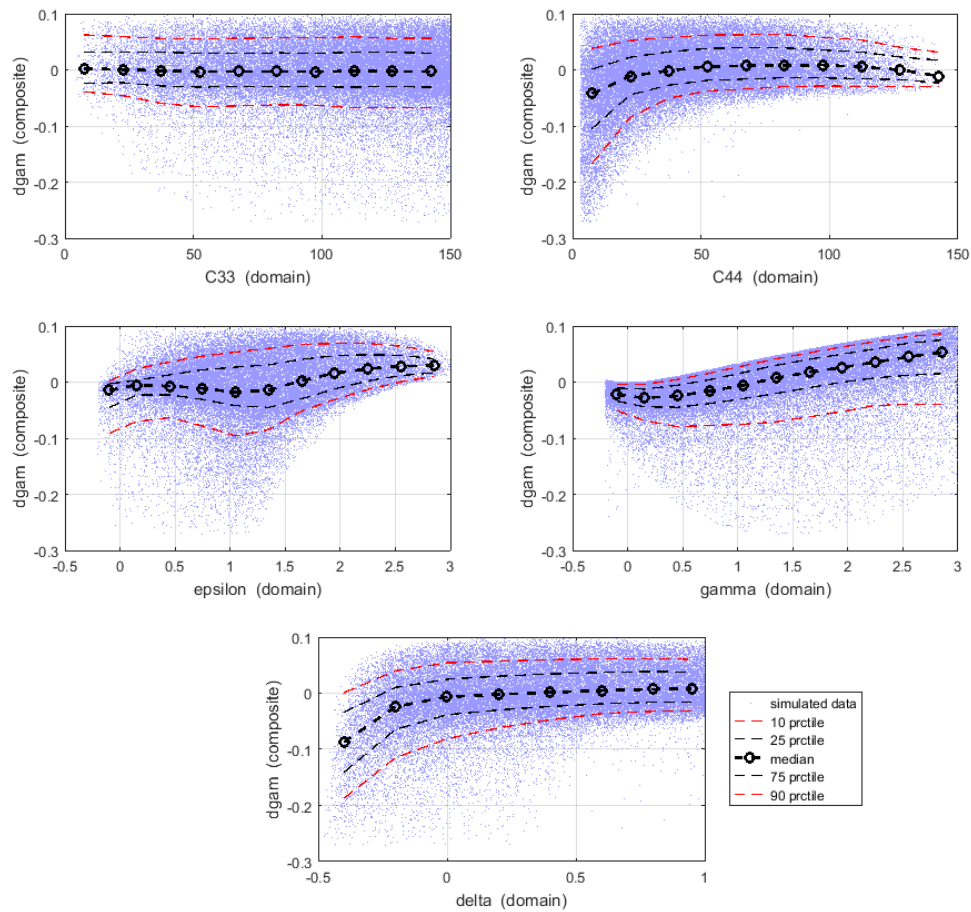 0.1
0
-0.1
-0.2
-0.3
dgam (composite)
0 50 100 150
C33 (domain)
0.1
0
-0.1
-0.2
-0.3
dgam (composite)
0 50 100 150
C44 (domain)
0.1
0
-0.1
-0.2
-0.3
dgam (composite)
-0.5 0 0.5 1 1.5 2 2.5 3
epsilon (domain)
0.1
0
-0.1
-0.2
-0.3
dgam (composite)
-0.5 0 0.5 1 1.5 2 2.5 3
gamma (domain)
0.1
0
-0.1
-0.2
-0.3
dgam (composite)
-0.5 0 0.5 1
delta (domain)
simulated data
10 prctile
25 prctile
median
75 prctile
90 prctile